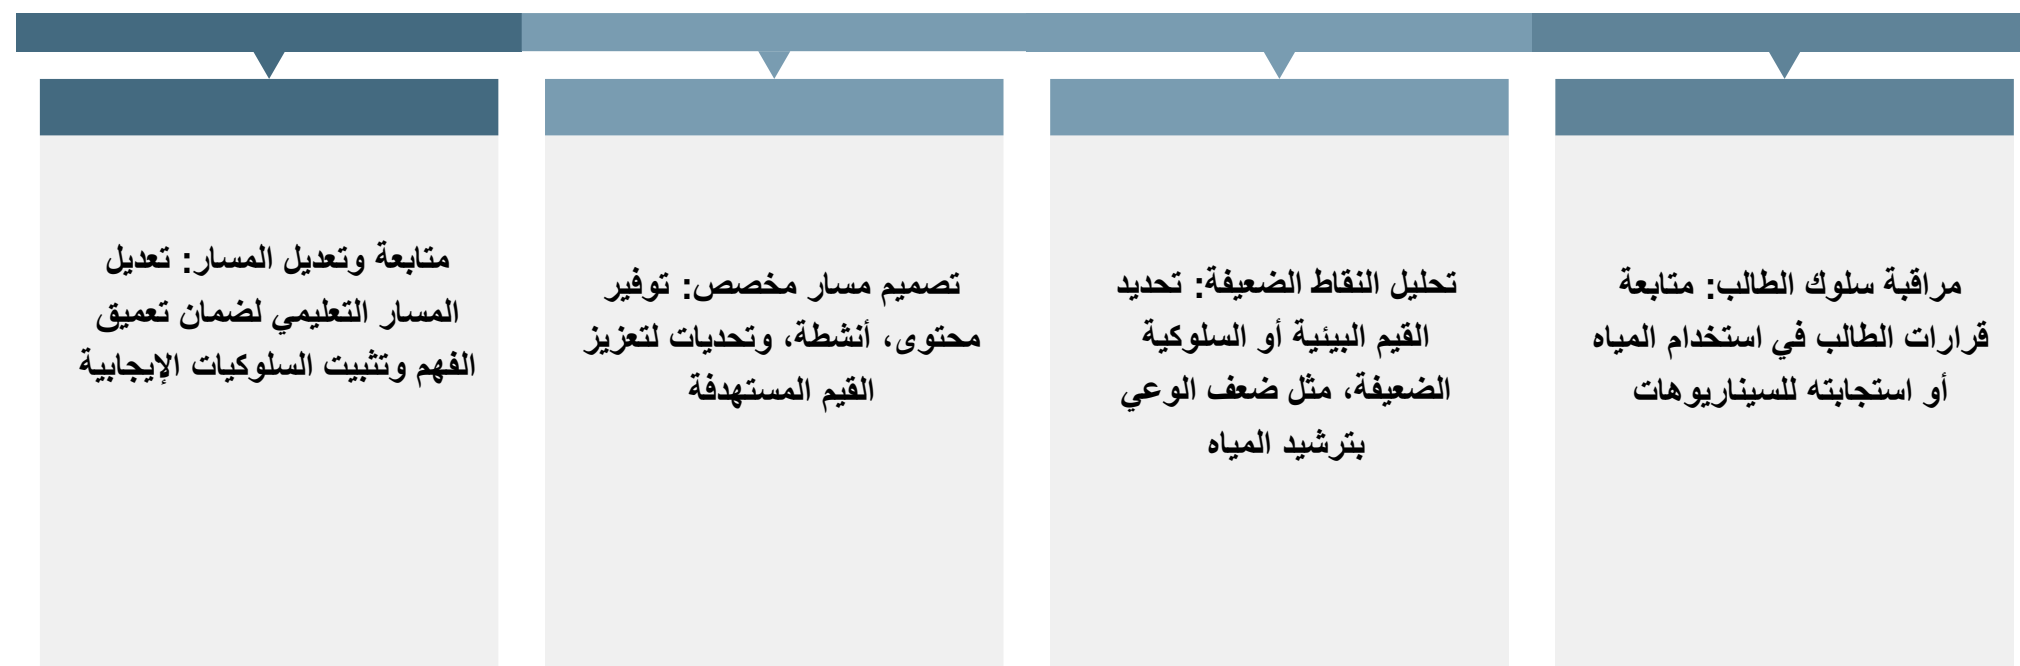 مراقبة سلوك الطالب: متابعة
قرارات الطالب في استخدام المياه
أو استجابته للسيناريوهات
تحليل النقاط الضعيفة: تحديد
القيم البيئية أو السلوكية
الضعيفة، مثل ضعف الوعي
بترشيد المياه
تصميم مسار مخصص: توفير
محتوى، أنشطة، وتحديات لتعزيز
القيم المستهدفة
متابعة وتعديل المسار: تعديل
المسار التعليمي لضمان تعميق
الفهم وتثبيت السلوكيات الإيجابية